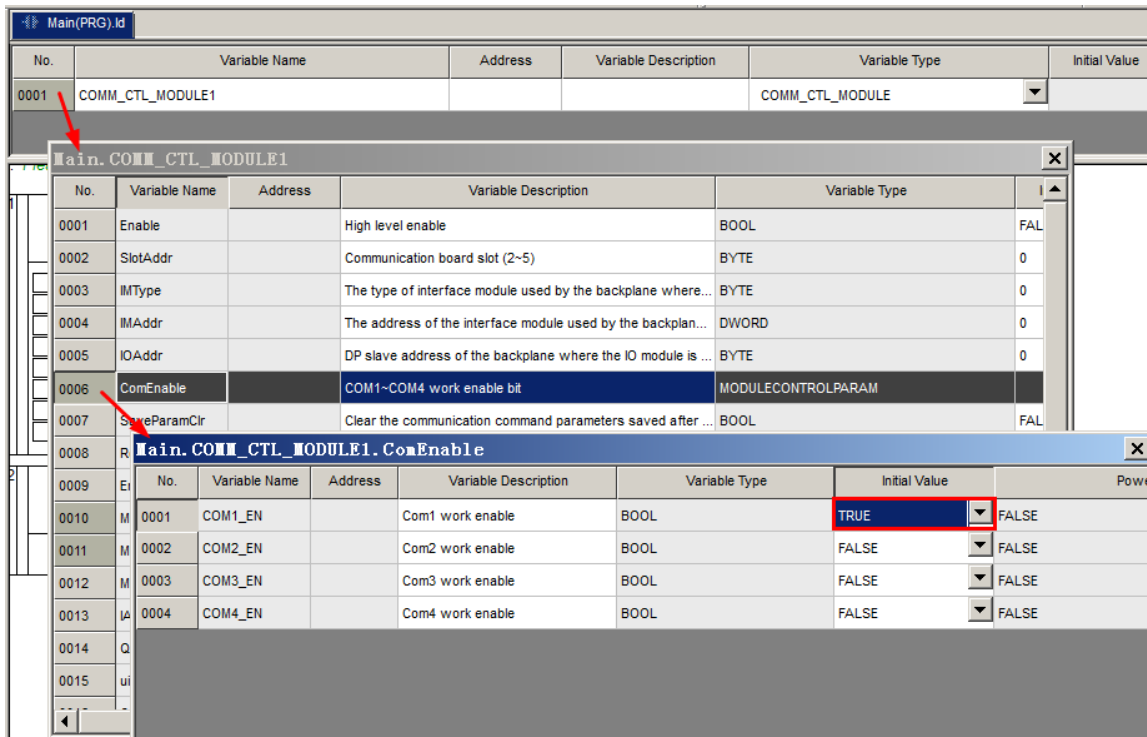 Main(PRG).ld
No. Variable Name Address Variable Description Variable Type Initial Value
0001 COMM_CTL_MODULE1 COMM_CTL_MODULE
Main.COMM_CTL_MODULE1
No. Variable Name Address Variable Description Variable Type
0001 Enable High level enable BOOL FAL
0002 SlotAddr Communication board slot (2~5) BYTE 0
0003 IMType The type of interface module used by the backplane where... BYTE 0
0004 IMAddr The address of the interface module used by the backplan... DWORD 0
0005 IOAddr DP slave address of the backplane where the IO module is ... BYTE 0
0006 ComEnable COM1~COM4 work enable bit MODULECONTROLPARAM
0007 SaveParamClr Clear the communication command parameters saved after ... BOOL FAL
0008 R
Main.COMM_CTL_MODULE1.ComEnable
No. Variable Name Address Variable Description Variable Type Initial Value Powe
0009
0010 M 0001 COM1_EN Com1 work enable BOOL TRUE FALSE
0011 M 0002 COM2_EN Com2 work enable BOOL FALSE FALSE
0012 M 0003 COM3_EN Com3 work enable BOOL FALSE FALSE
0013 IA 0004 COM4_EN Com4 work enable BOOL FALSE FALSE
0014 Q
0015 ui